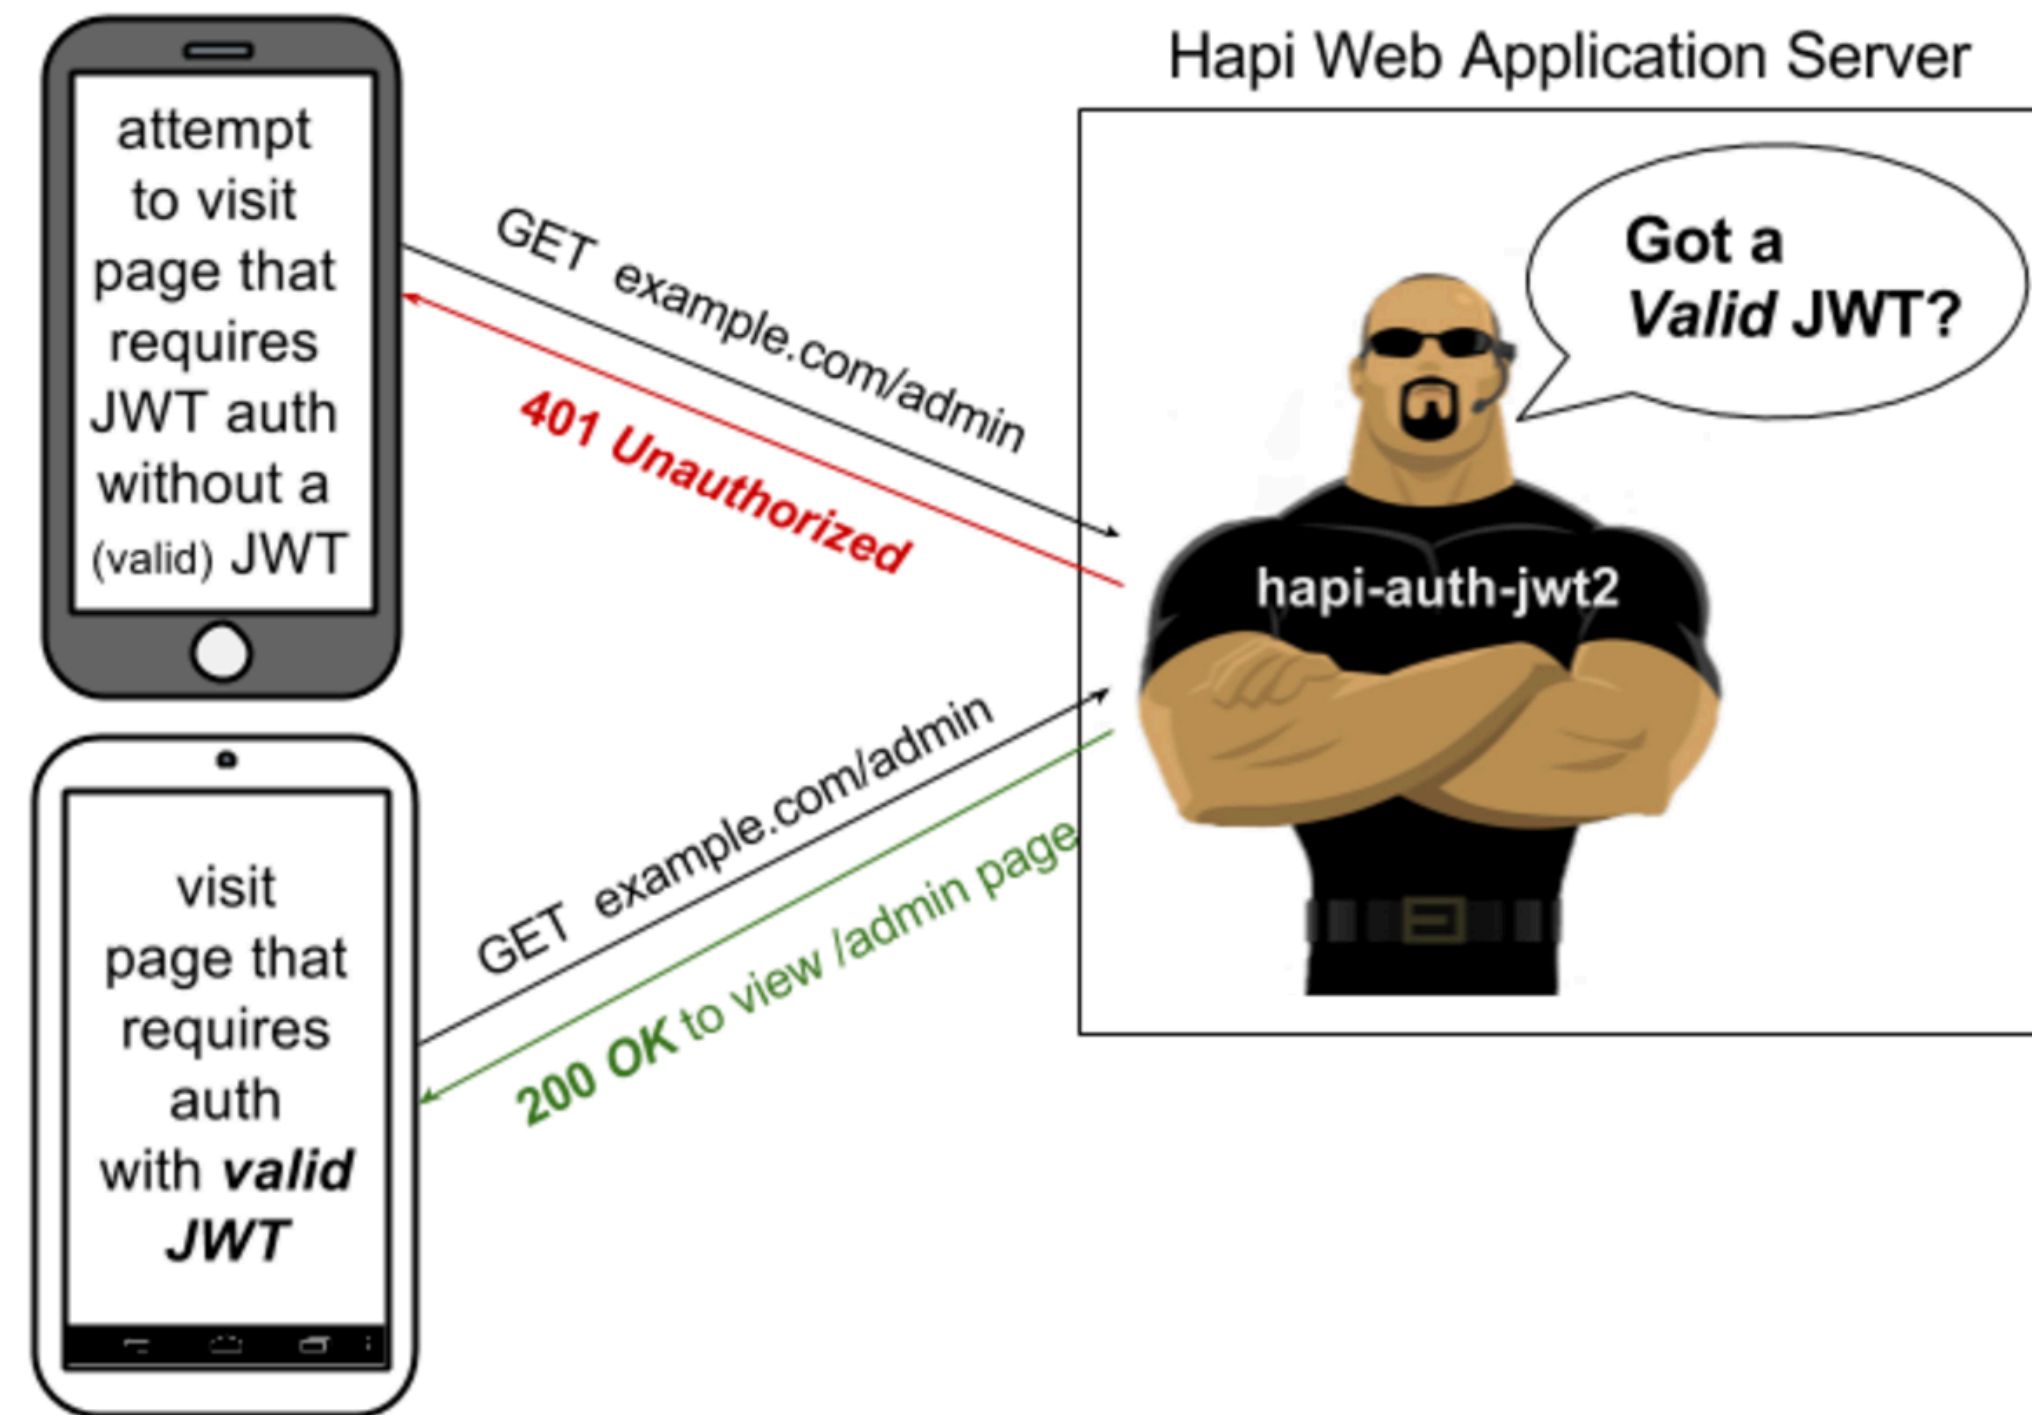 attempt
to visit
page that
requires
JWT auth
without a
(valid) JWT
GET example.com/admin
401 Unauthorized
Hapi Web Application Server
Got a
Valid JWT?
hapi-auth-jwt2
visit
page that
requires
auth
with valid
JWT
GET example.com/admin
200 OK to view /admin page